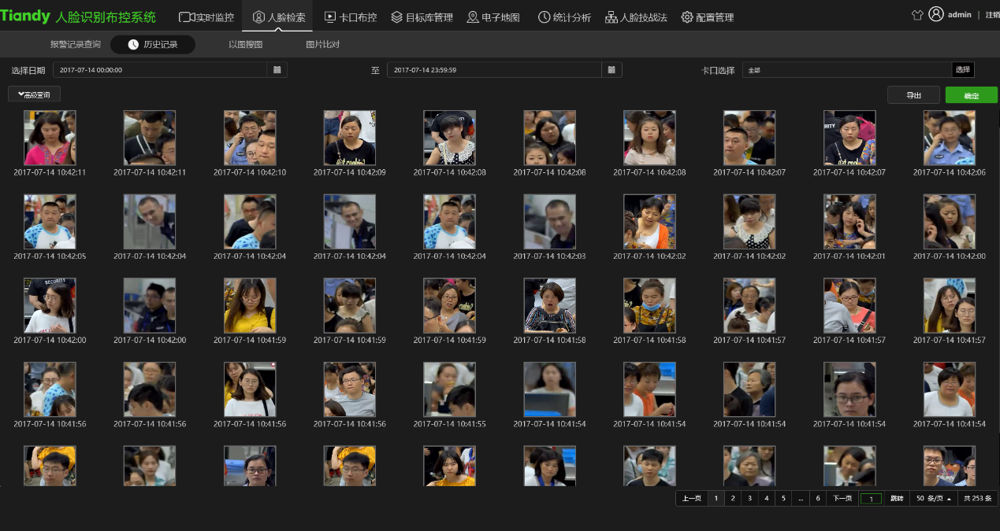 Tiandy 人脸识别布控系统 实时监控 人脸检索 卡口布控 目标库管理 电子地图 统计分析 人脸技战法 配置管理 admin | 注销
报警记录查询 历史记录 以图搜图 图片比对
选择日期 2017-07-14 00:00:00 至 2017-07-14 23:59:59 卡口选择 全部 选择
高级查询 导出 确定
2017-07-14 10:42:11 2017-07-14 10:42:11 2017-07-14 10:42:10 2017-07-14 10:42:09 2017-07-14 10:42:08 2017-07-14 10:42:08 2017-07-14 10:42:08 2017-07-14 10:42:07 2017-07-14 10:42:07 2017-07-14 10:42:06
2017-07-14 10:42:05 2017-07-14 10:42:04 2017-07-14 10:42:04 2017-07-14 10:42:04 2017-07-14 10:42:04 2017-07-14 10:42:03 2017-07-14 10:42:02 2017-07-14 10:42:02 2017-07-14 10:42:01 2017-07-14 10:42:00
SECURITY
2017-07-14 10:42:00 2017-07-14 10:42:00 2017-07-14 10:41:59 2017-07-14 10:41:59 2017-07-14 10:41:59 2017-07-14 10:41:58 2017-07-14 10:41:58 2017-07-14 10:41:57 2017-07-14 10:41:57 2017-07-14 10:41:57
2017-07-14 10:41:56 2017-07-14 10:41:56 2017-07-14 10:41:56 2017-07-14 10:41:56 2017-07-14 10:41:55 2017-07-14 10:41:54 2017-07-14 10:41:54 2017-07-14 10:41:54 2017-07-14 10:41:54 2017-07-14 10:41:54
上一页 1 2 3 4 5 ... 6 下一页 1 跳转 50 条/页 共 253 条